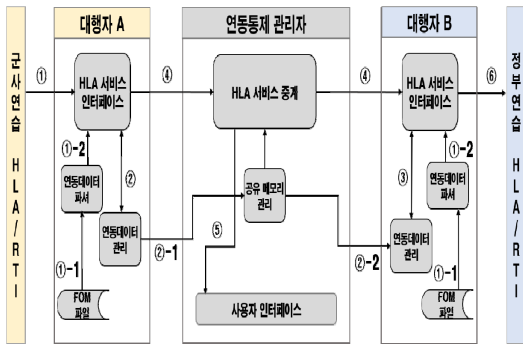 대행자 A
연동통제 관리자
대행자 B
군사연습 HLA/RTI
①
HLA 서비스
인터페이스
④
HLA 서비스 중계
④
HLA 서비스
인터페이스
⑥
정부연습 HLA/RTI
①-2
②
③
①-2
연동데이터
파서
공유 메모리
관리
연동데이터
파서
연동데이터
관리
②-1
⑤
②-2
연동데이터
관리
①-1
①-1
FOM
파일
사용자 인터페이스
FOM
파일